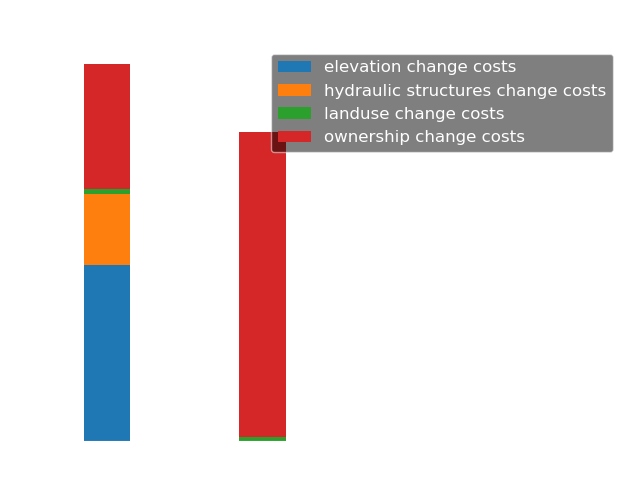 elevation change costs
hydraulic structures change costs
landuse change costs
ownership change costs